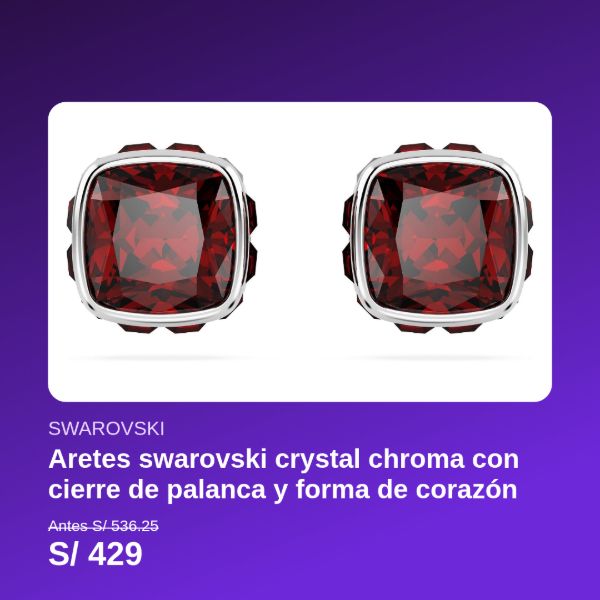 SWAROVSKI
Aretes swarovski crystal chroma con
cierre de palanca y forma de corazón
Antes S/ 536.25
S/ 429